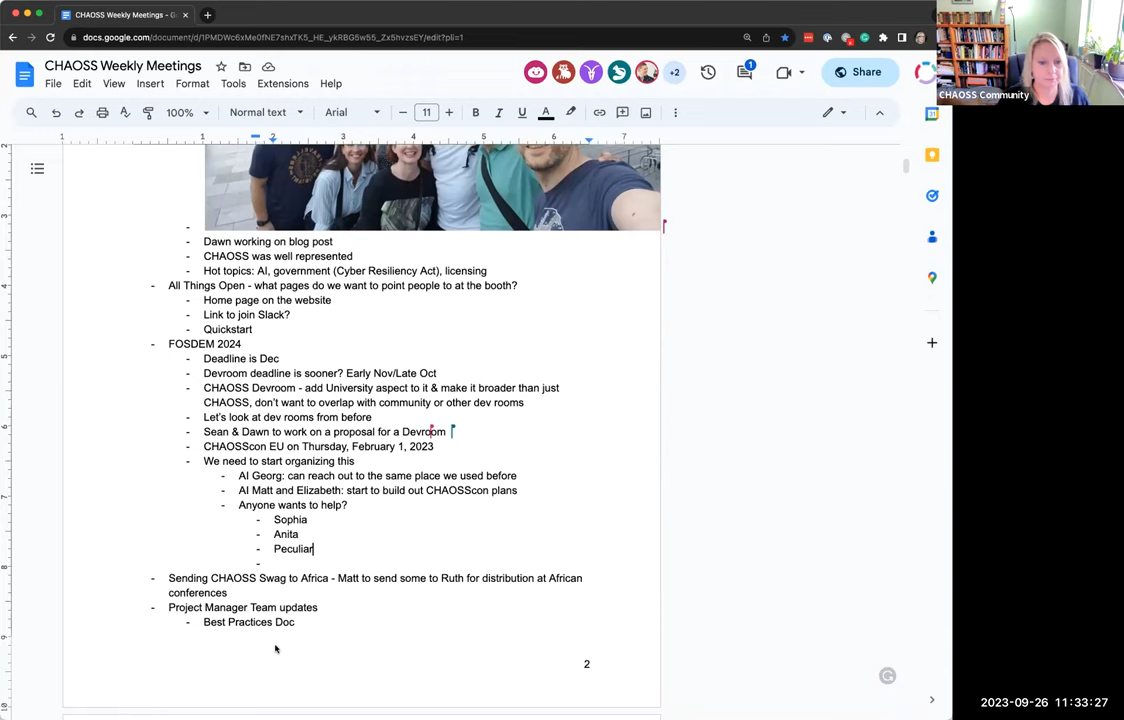 CHAOSS Weekly Meetings - G
docs.google.com/document/d/1PMDWc6xMe0fNE7shxTK5_HE_ykRBG5w55_Zx5hvzsEY/edit?pli=1
CHAOSS Weekly Meetings
File Edit View Insert Format Tools Extensions Help
+2
1
Share
CHAOSS Community
100% Normal text Arial 11 B I U A
1 1 2 3 4 5 6 7
- 
- Dawn working on blog post
- CHAOSS was well represented
- Hot topics: AI, government (Cyber Resiliency Act), licensing
- All Things Open - what pages do we want to point people to at the booth?
- Home page on the website
- Link to join Slack?
- Quickstart
- FOSDEM 2024
- Deadline is Dec
- Devroom deadline is sooner? Early Nov/Late Oct
- CHAOSS Devroom - add University aspect to it & make it broader than just
CHAOSS, don't want to overlap with community or other dev rooms
- Let's look at dev rooms from before
- Sean & Dawn to work on a proposal for a Devroom
- CHAOSScon EU on Thursday, February 1, 2023
- We need to start organizing this
- AI Georg: can reach out to the same place we used before
- AI Matt and Elizabeth: start to build out CHAOSScon plans
- Anyone wants to help?
- Sophia
- Anita
- Peculiar
-
- Sending CHAOSS Swag to Africa - Matt to send some to Ruth for distribution at African
conferences
- Project Manager Team updates
- Best Practices Doc
2
2023-09-26 11:33:27